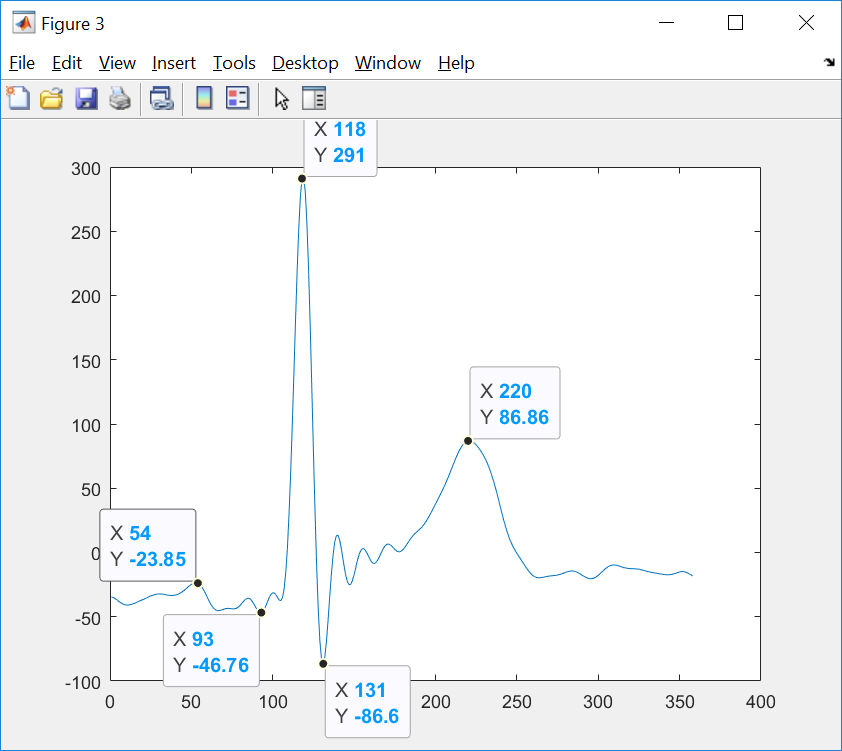 Figure 3
File Edit View Insert Tools Desktop Window Help
X 118
Y 291
300
250
200
150
X 220
Y 86.86
100
50
X 54
Y -23.85
0
X 93
Y -46.76
-50
X 131
Y -86.6
-100
0 50 100 200 250 300 350 400